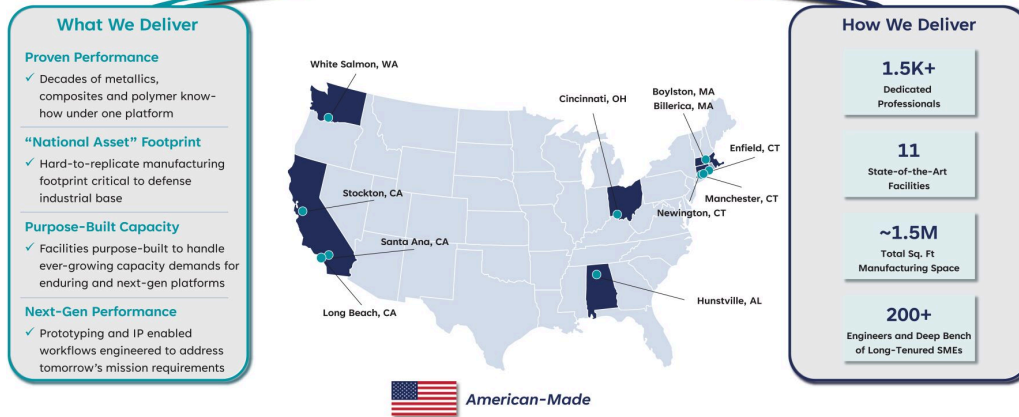 What We Deliver
Proven Performance
✓ Decades of metallics,
composites and polymer know-
how under one platform
“National Asset” Footprint
✓ Hard-to-replicate manufacturing
footprint critical to defense
industrial base
Purpose-Built Capacity
✓ Facilities purpose-built to handle
ever-growing capacity demands for
enduring and next-gen platforms
Next-Gen Performance
✓ Prototyping and IP enabled
workflows engineered to address
tomorrow’s mission requirements
White Salmon, WA
Cincinnati, OH
Boylston, MA
Billerica, MA
Enfield, CT
Manchester, CT
Newington, CT
Stockton, CA
Santa Ana, CA
Long Beach, CA
Hunstville, AL
American-Made
How We Deliver
1.5K+
Dedicated
Professionals
11
State-of-the-Art
Facilities
~1.5M
Total Sq. Ft
Manufacturing Space
200+
Engineers and Deep Bench
of Long-Tenured SMEs